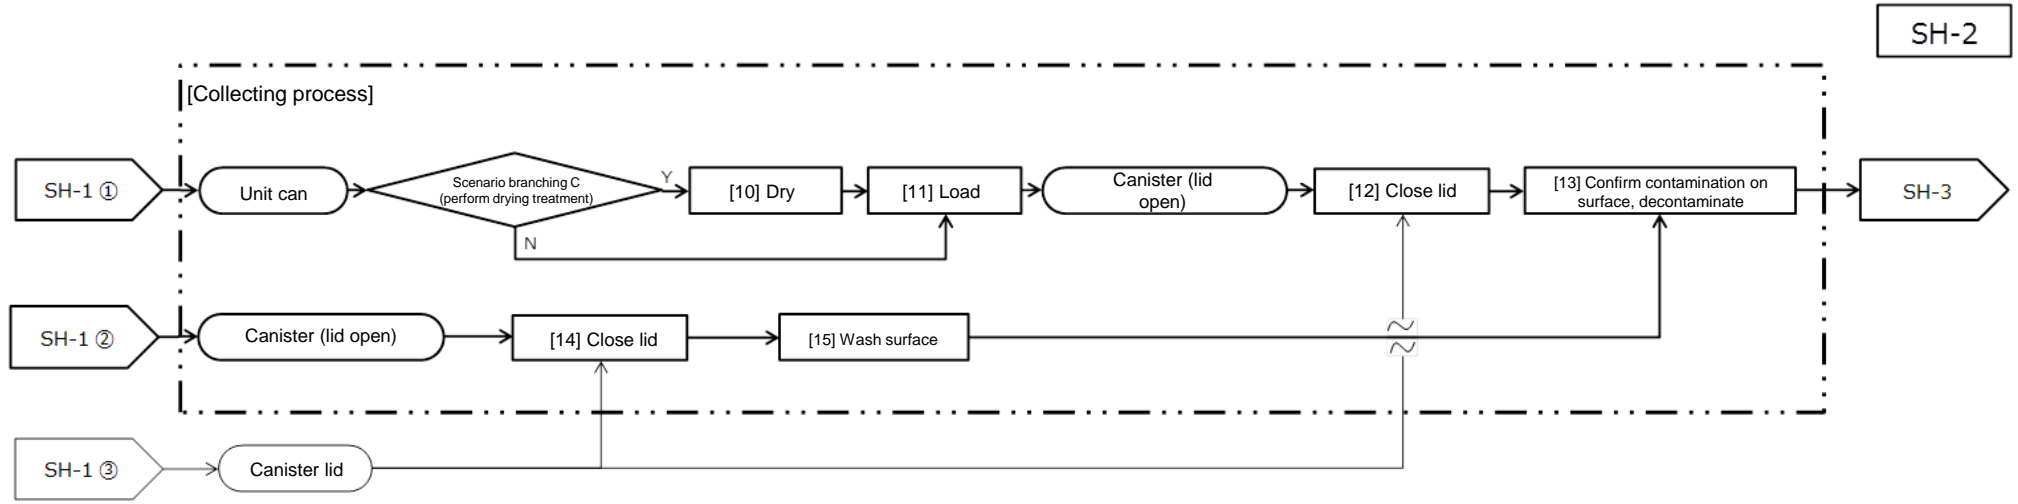 SH-2
[Collecting process]
SH-1 ①
Unit can
Scenario branching C
(perform drying treatment)
Y
N
[10] Dry
[11] Load
Canister (lid
open)
[12] Close lid
[13] Confirm contamination on
surface, decontaminate
SH-3
SH-1 ②
Canister (lid open)
[14] Close lid
[15] Wash surface
SH-1 ③
Canister lid